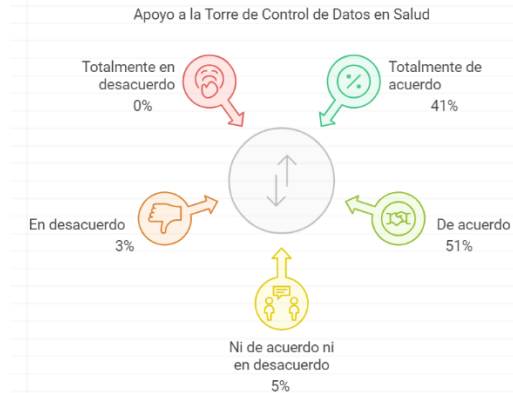 Apoyo a la Torre de Control de Datos en Salud
Totalmente en
desacuerdo
0%
Totalmente de
acuerdo
41%
En desacuerdo
3%
De acuerdo
51%
Ni de acuerdo ni
en desacuerdo
5%